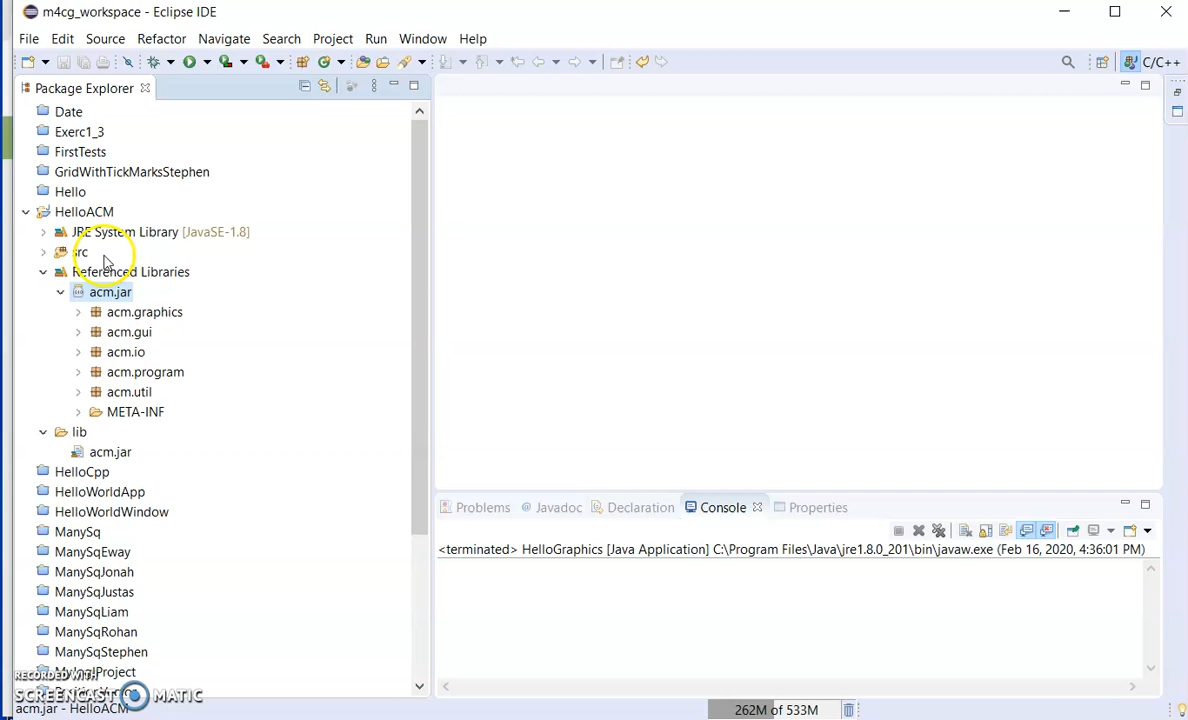 m4cg_workspace - Eclipse IDE
File Edit Source Refactor Navigate Search Project Run Window Help
C/C++
Package Explorer
Date
Exerc1_3
FirstTests
GridWithTickMarksStephen
Hello
HelloACM
JRE System Library [JavaSE-1.8]
src
Referenced Libraries
acm.jar
acm.graphics
acm.gui
acm.io
acm.program
acm.util
META-INF
lib
acm.jar
HelloCpp
HelloWorldApp
HelloWorldWindow
ManySq
ManySqEway
ManySqJonah
ManySqJustas
ManySqLiam
ManySqRohan
ManySqStephen
Problems Javadoc Declaration Console Properties
<terminated> HelloGraphics [Java Application] C:\Program Files\Java\jre1.8.0_201\bin\javaw.exe (Feb 16, 2020, 4:36:01 PM)
RECORDED WITH
SCREENCAST MATIC
acm.jar - HelloACM
262M of 533M